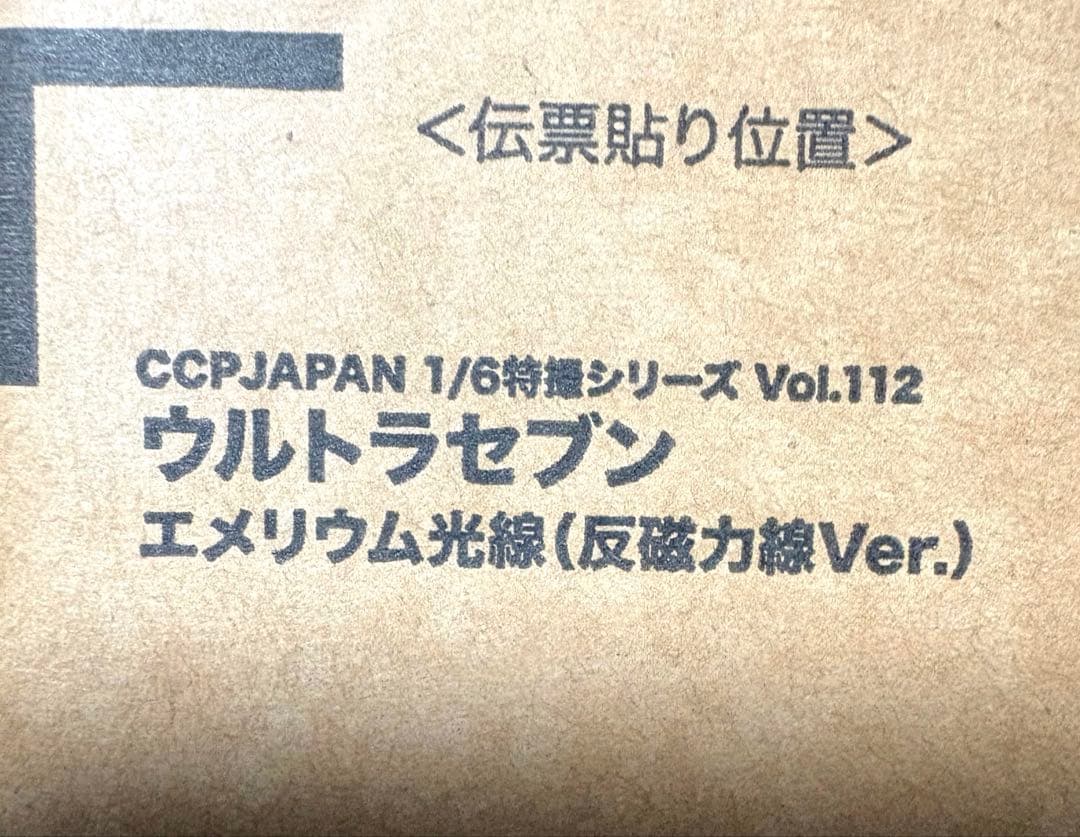 <伝票貼り位置>
CCPJAPAN 1/6特撮シリーズ Vol.112
ウルトラセブン
エメリウム光線(反磁力線Ver.)